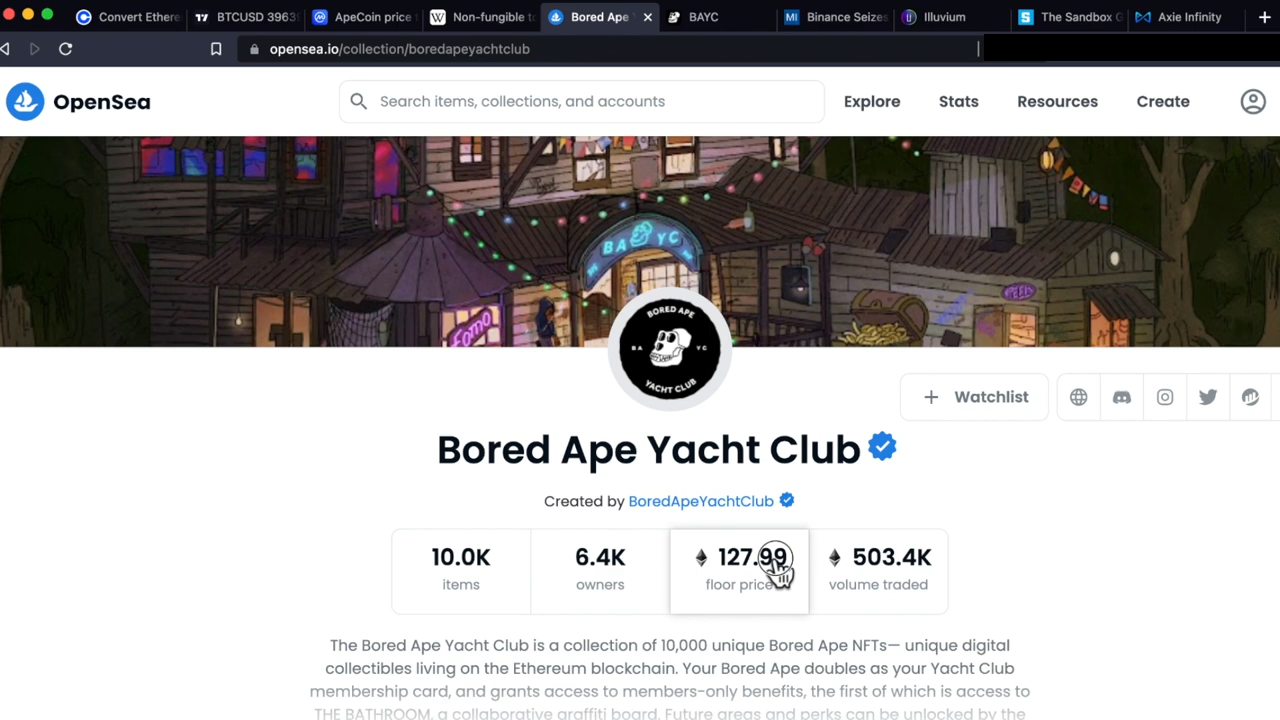 Convert Ethere
BTCUSD 3963
ApeCoin price t
Non-fungible to
Bored Ape
BAYC
Binance Seizes
Illuvium
The Sandbox G
Axie Infinity
opensea.io/collection/boredapeyachtclub
OpenSea
Search items, collections, and accounts
Explore
Stats
Resources
Create
BAYC
Fomo
BORED APE
BA YC
YACHT CLUB
Watchlist
Bored Ape Yacht Club
Created by BoredApeYachtClub
10.0K
6.4K
127.99
503.4K
items
owners
floor price
volume traded
The Bored Ape Yacht Club is a collection of 10,000 unique Bored Ape NFTs— unique digital
collectibles living on the Ethereum blockchain. Your Bored Ape doubles as your Yacht Club
membership card, and grants access to members-only benefits, the first of which is access to
THE BATHROOM, a collaborative graffiti board. Future areas and perks can be unlocked by the